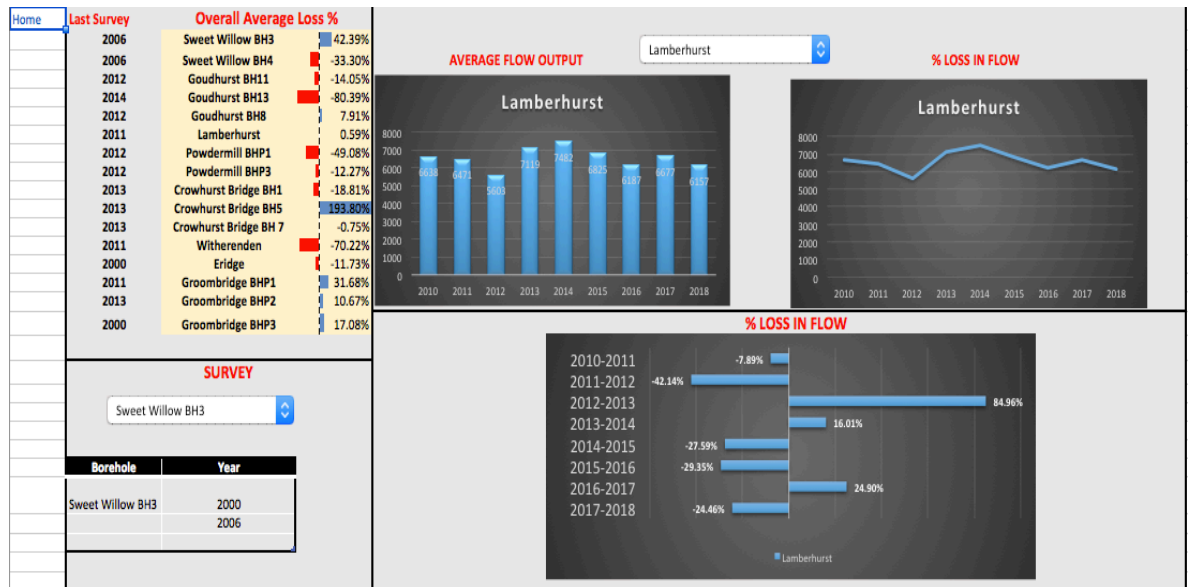 Home
Last Survey Overall Average Loss %
2006 Sweet Willow BH3 42.39%
2006 Sweet Willow BH4 -33.30%
2012 Goudhurst BH11 -14.05%
2014 Goudhurst BH13 -80.39%
2012 Goudhurst BH8 7.91%
2011 Lamberhurst 0.59%
2012 Powdermill BHP1 -49.08%
2012 Powdermill BHP3 -12.27%
2013 Crowhurst Bridge BH1 -18.81%
2013 Crowhurst Bridge BH5 193.80%
2013 Crowhurst Bridge BH 7 -0.75%
2011 Witherenden -70.22%
2000 Eridge -11.73%
2011 Groombridge BHP1 31.68%
2013 Groombridge BHP2 10.67%
2000 Groombridge BHP3 17.08%
SURVEY
Sweet Willow BH3
Borehole Year
Sweet Willow BH3 2000
2006
Lamberhurst
AVERAGE FLOW OUTPUT
Lamberhurst
8000
7000
6000
5000
4000
3000
2000
1000
0
6638 6471 5603 7119 7482 6825 6187 6677 6157
2010 2011 2012 2013 2014 2015 2016 2017 2018
% LOSS IN FLOW
Lamberhurst
8000
7000
6000
5000
4000
3000
2000
1000
0
2010 2011 2012 2013 2014 2015 2016 2017 2018
% LOSS IN FLOW
2010-2011 -7.89%
2011-2012 -42.14%
2012-2013 84.96%
2013-2014 16.01%
2014-2015 -27.59%
2015-2016 -29.35%
2016-2017 24.90%
2017-2018 -24.46%
Lamberhurst